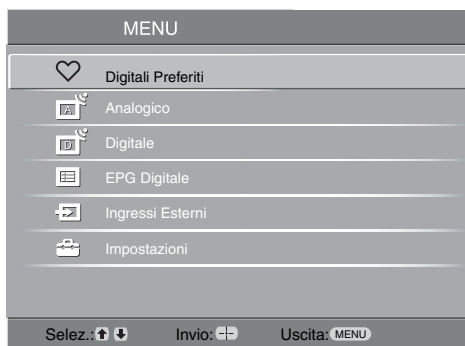 MENU
Digitali Preferiti
A Analogico
D Digitale
EPG Digitale
Ingressi Esterni
Impostazioni
Selez.: Invio: Uscita: MENU